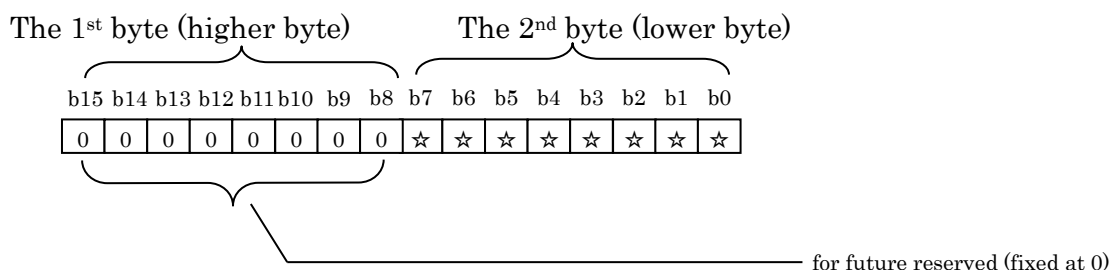 The 1st byte (higher byte) The 2nd byte (lower byte)
b15 b14 b13 b12 b11 b10 b9 b8 b7 b6 b5 b4 b3 b2 b1 b0
0 0 0 0 0 0 0 0 ☆ ☆ ☆ ☆ ☆ ☆ ☆ ☆
for future reserved (fixed at 0)